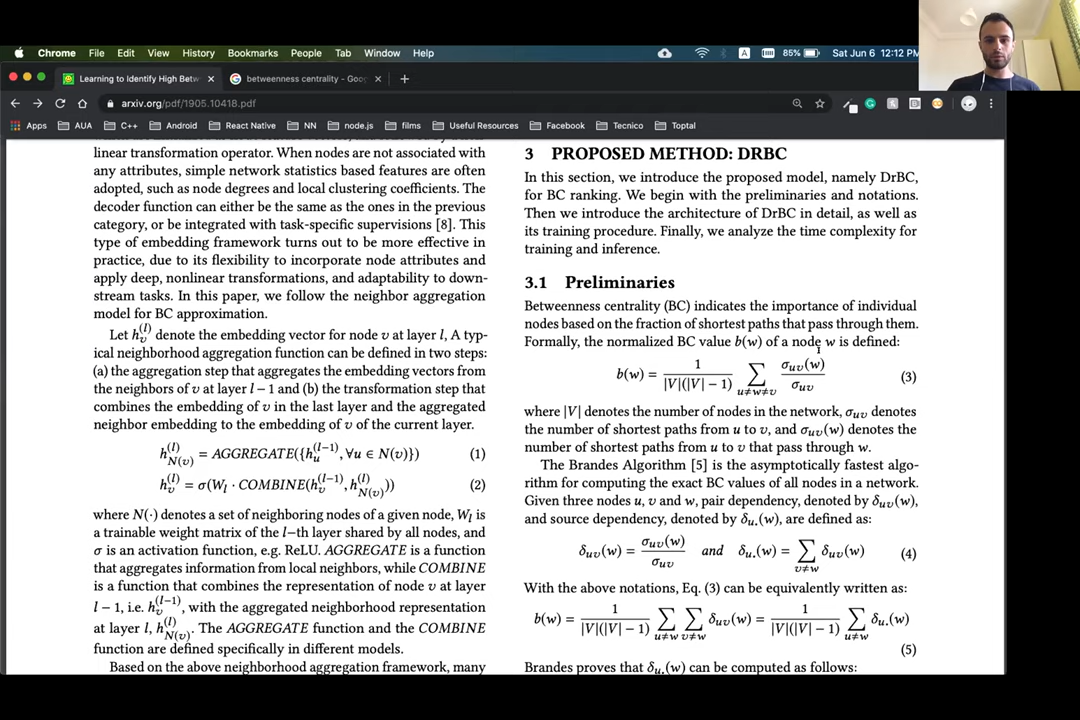 Chrome File Edit View History Bookmarks People Tab Window Help
A 85% Sat Jun 6 12:12 PM
Learning to Identify High Betw
betweenness centrality - Goo
arxiv.org/pdf/1905.10418.pdf
Apps AUA C++ Android React Native NN node.js films Useful Resources Facebook Tecnico Toptal
linear transformation operator. When nodes are not associated with
any attributes, simple network statistics based features are often
adopted, such as node degrees and local clustering coefficients. The
decoder function can either be the same as the ones in the previous
category, or be integrated with task-specific supervisions [8]. This
type of embedding framework turns out to be more effective in
practice, due to its flexibility to incorporate node attributes and
apply deep, nonlinear transformations, and adaptability to down-
stream tasks. In this paper, we follow the neighbor aggregation
model for BC approximation.
Let h_v^{(l)} denote the embedding vector for node v at layer l, A typ-
ical neighborhood aggregation function can be defined in two steps:
(a) the aggregation step that aggregates the embedding vectors from
the neighbors of v at layer l − 1 and (b) the transformation step that
combines the embedding of v in the last layer and the aggregated
neighbor embedding to the embedding of v of the current layer.
h_{N(v)}^{(l)} = AGGREGATE({h_u^{(l−1)}, ∀u ∈ N(v)}) (1)
h_v^{(l)} = σ(W_l · COMBINE(h_v^{(l−1)}, h_{N(v)}^{(l)})) (2)
where N(·) denotes a set of neighboring nodes of a given node, W_l is
a trainable weight matrix of the l−th layer shared by all nodes, and
σ is an activation function, e.g. ReLU. AGGREGATE is a function
that aggregates information from local neighbors, while COMBINE
is a function that combines the representation of node v at layer
l − 1, i.e. h_v^{(l−1)}, with the aggregated neighborhood representation
at layer l, h_{N(v)}^{(l)}. The AGGREGATE function and the COMBINE
function are defined specifically in different models.
Based on the above neighborhood aggregation framework, many
3 PROPOSED METHOD: DRBC
In this section, we introduce the proposed model, namely DrBC,
for BC ranking. We begin with the preliminaries and notations.
Then we introduce the architecture of DrBC in detail, as well as
its training procedure. Finally, we analyze the time complexity for
training and inference.
3.1 Preliminaries
Betweenness centrality (BC) indicates the importance of individual
nodes based on the fraction of shortest paths that pass through them.
Formally, the normalized BC value b(w) of a node w is defined:
b(w) = 1/(|V|(|V| − 1)) ∑_{u≠w≠v} σ_{uv}(w)/σ_{uv} (3)
where |V| denotes the number of nodes in the network, σ_{uv} denotes
the number of shortest paths from u to v, and σ_{uv}(w) denotes the
number of shortest paths from u to v that pass through w.
The Brandes Algorithm [5] is the asymptotically fastest algo-
rithm for computing the exact BC values of all nodes in a network.
Given three nodes u, v and w, pair dependency, denoted by δ_{uv}(w),
and source dependency, denoted by δ_{u·}(w), are defined as:
δ_{uv}(w) = σ_{uv}(w)/σ_{uv} and δ_{u·}(w) = ∑_{v≠w} δ_{uv}(w) (4)
With the above notations, Eq. (3) can be equivalently written as:
b(w) = 1/(|V|(|V| − 1)) ∑_{u≠w} ∑_{v≠w} δ_{uv}(w) = 1/(|V|(|V| − 1)) ∑_{u≠w} δ_{u·}(w)
(5)
Brandes proves that δ_{u·}(w) can be computed as follows: